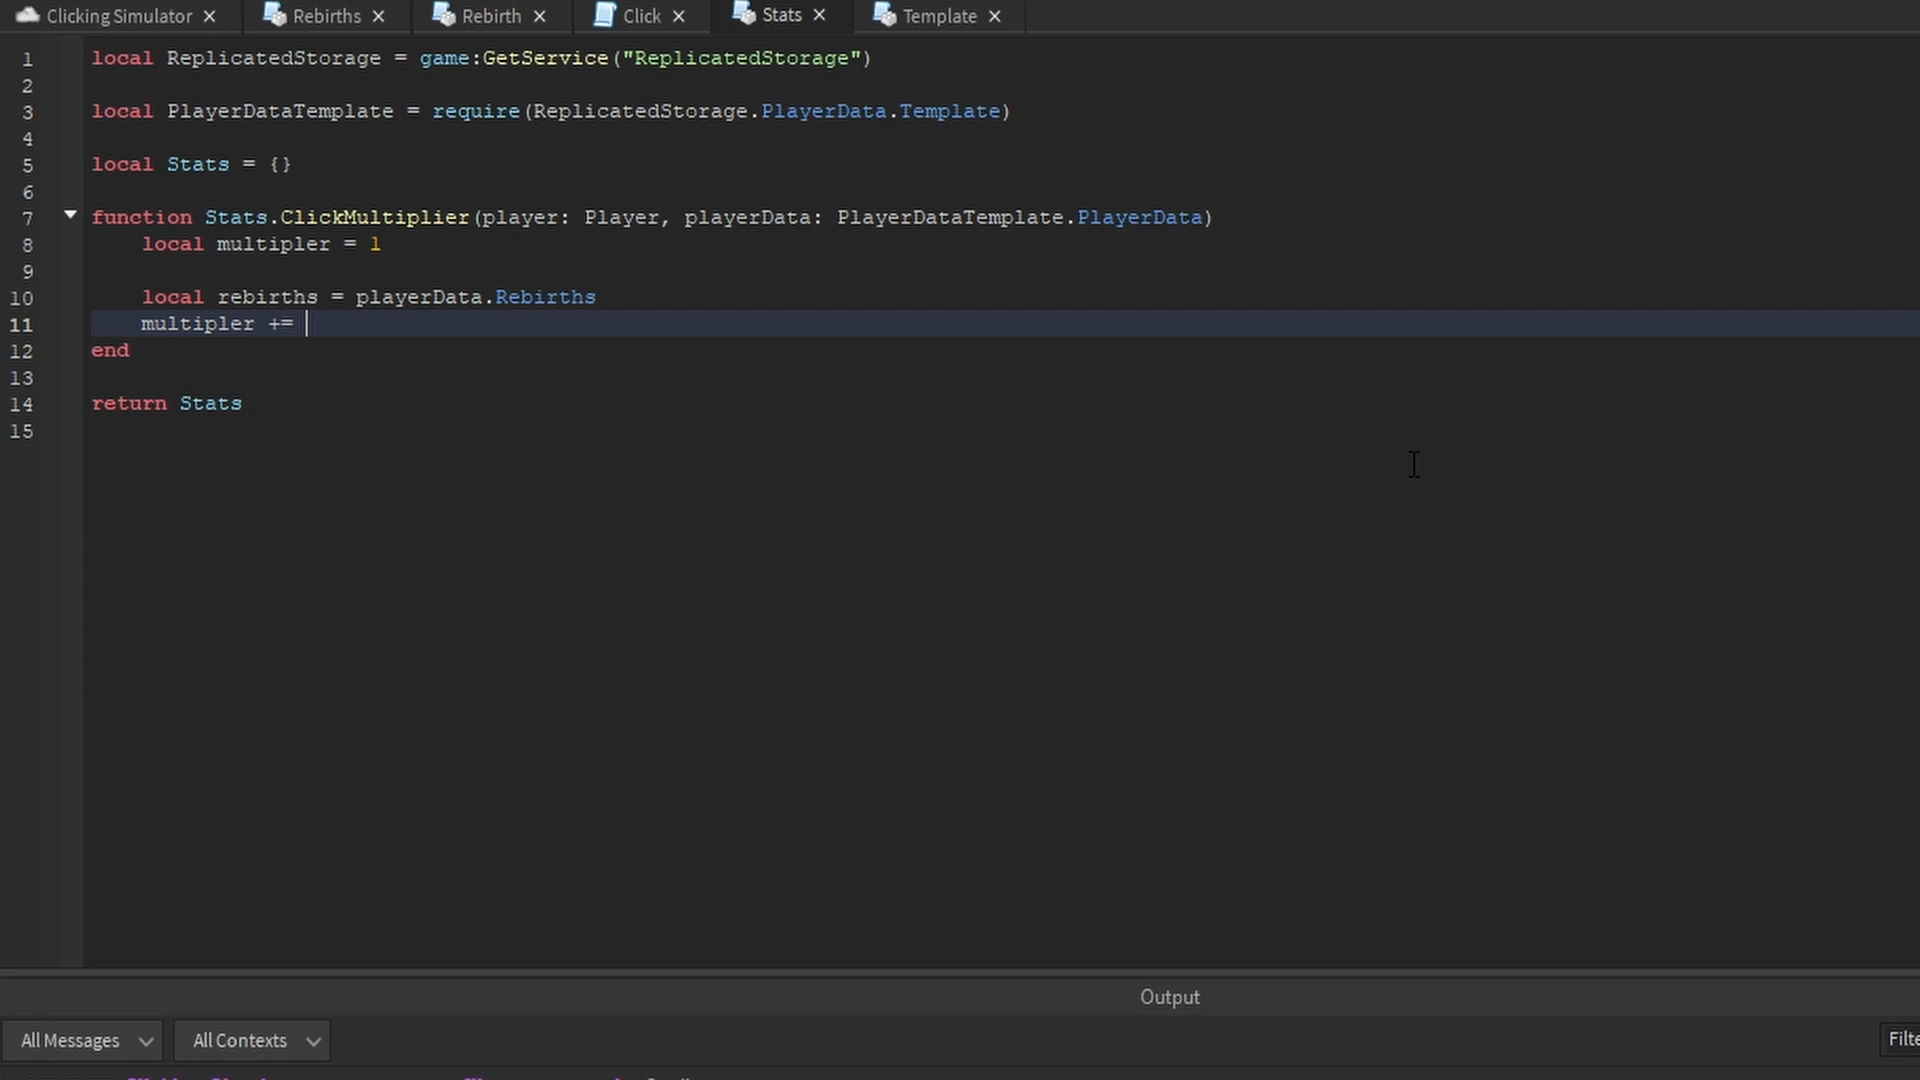 Clicking Simulator × Rebirths × Rebirth × Click × Stats × Template ×
1 local ReplicatedStorage = game:GetService("ReplicatedStorage")
2
3 local PlayerDataTemplate = require(ReplicatedStorage.PlayerData.Template)
4
5 local Stats = {}
6
7 function Stats.ClickMultiplier(player: Player, playerData: PlayerDataTemplate.PlayerData)
8 local multipler = 1
9
10 local rebirths = playerData.Rebirths
11 multipler +=
12 end
13
14 return Stats
15
Output
All Messages All Contexts Filte